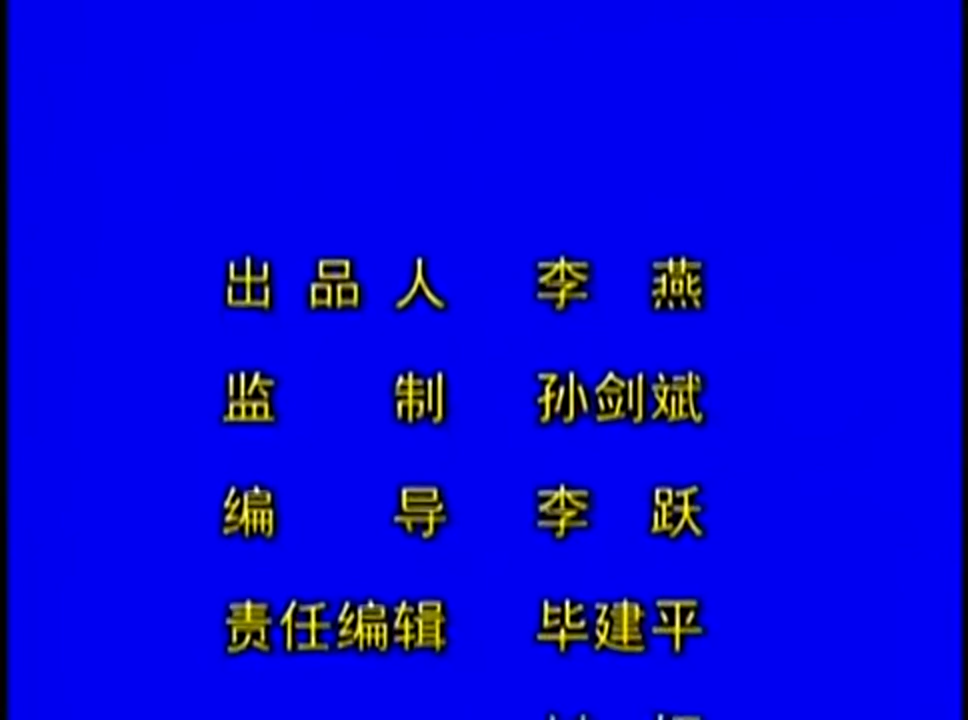 出品人 李燕
监制 孙剑斌
编导 李跃
责任编辑 毕建平